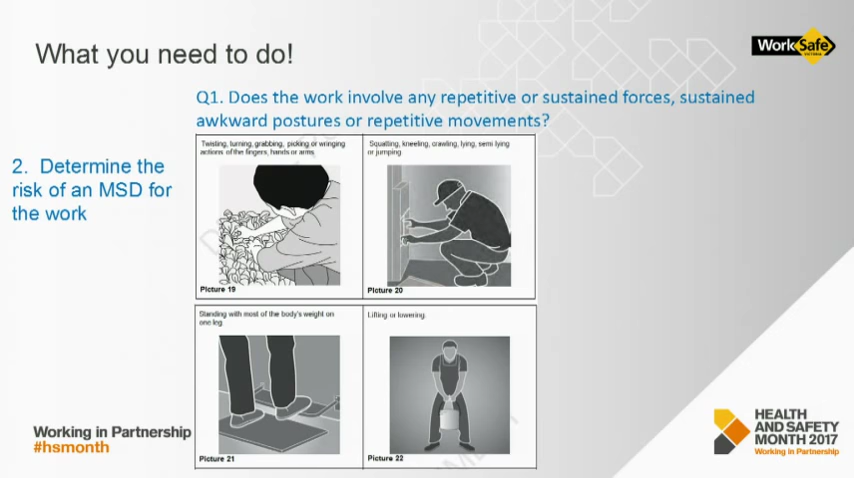 What you need to do!
WorkSafe
VICTORIA
Q1. Does the work involve any repetitive or sustained forces, sustained
awkward postures or repetitive movements?
2. Determine the
risk of an MSD for
the work
Twisting, turning, grabbing, picking or wringing
actions of the fingers, hands or arms.
Picture 19
Squatting, kneeling, crawling, lying, semi lying
or jumping.
Picture 20
Standing with most of the body's weight on
one leg.
Picture 21
Lifting or lowering.
Picture 22
Working in Partnership
#hsmonth
HEALTH
AND SAFETY
MONTH 2017
Working in Partnership